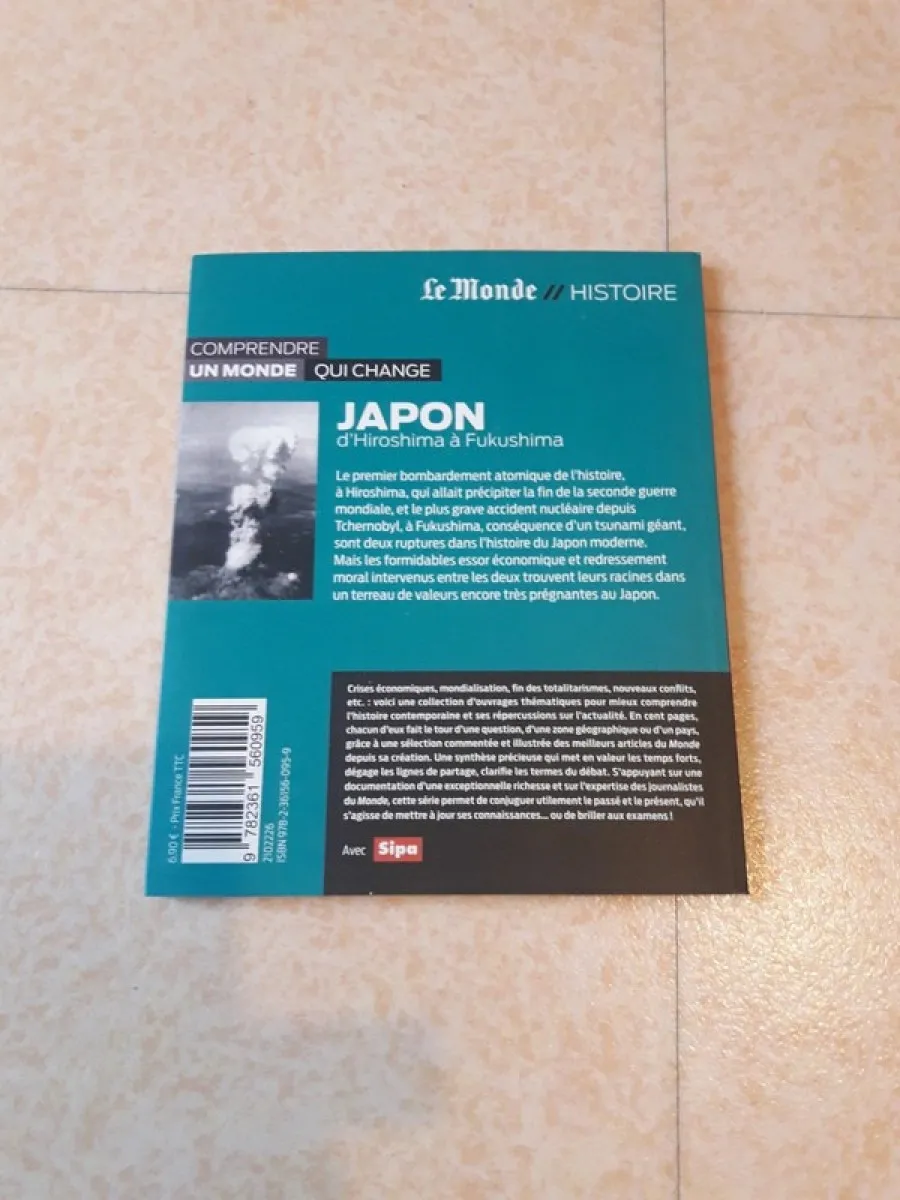 Le Monde // HISTOIRE
COMPRENDRE
UN MONDE QUI CHANGE
JAPON
d'Hiroshima à Fukushima
Le premier bombardement atomique de l'histoire,
à Hiroshima, qui allait précipiter la fin de la seconde guerre
mondiale, et le plus grave accident nucléaire depuis
Tchernobyl, à Fukushima, conséquence d'un tsunami géant,
sont deux ruptures dans l'histoire du Japon moderne.
Mais les formidables essor économique et redressement
moral intervenus entre les deux trouvent leurs racines dans
un terreau de valeurs encore très prégnantes au Japon.
Crises économiques, mondialisation, fin des totalitarismes, nouveaux conflits,
etc. : voici une collection d'ouvrages thématiques pour mieux comprendre
l'histoire contemporaine et ses répercussions sur l'actualité. En cent pages,
chacun d'eux fait le tour d'une question, d'une zone géographique ou d'un pays,
grâce à une sélection commentée et illustrée des meilleurs articles du Monde
depuis sa création. Une synthèse précieuse qui met en valeur les temps forts,
dégage les lignes de partage, clarifie les termes du débat. S'appuyant sur une
documentation d'une exceptionnelle richesse et sur l'expertise des journalistes
du Monde, cette série permet de conjuguer utilement le passé et le présent, qu'il
s'agisse de mettre à jour ses connaissances... ou de briller aux examens !
Avec Sipa
6,90 € - Prix France TTC
9 782361 560959
2102226
ISBN 978-2-36156-095-9